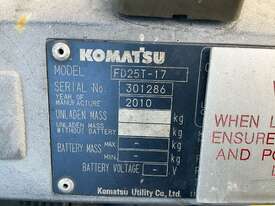 KOMATSU
MODEL FD25T-17
SERIAL No. 301286
YEAR OF MANUFACTURE 2010
UNLADEN MASS kg
UNLADEN MASS WITHOUT BATTERY kg
BATTERY MASS MAX - kg
MIN - kg
BATTERY VOLTAGE - V
Komatsu Utility Co., Ltd.
WHEN L
ENSURE
AND PO